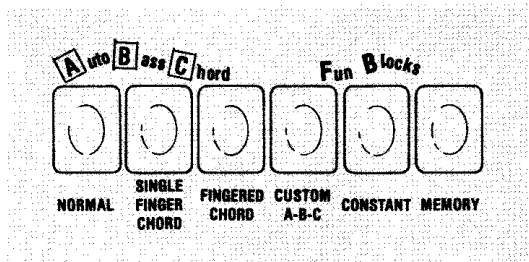 Auto Bass Chord
Fun Blocks
NORMAL
SINGLE
FINGER
CHORD
FINGERED
CHORD
CUSTOM
A-B-C
CONSTANT
MEMORY